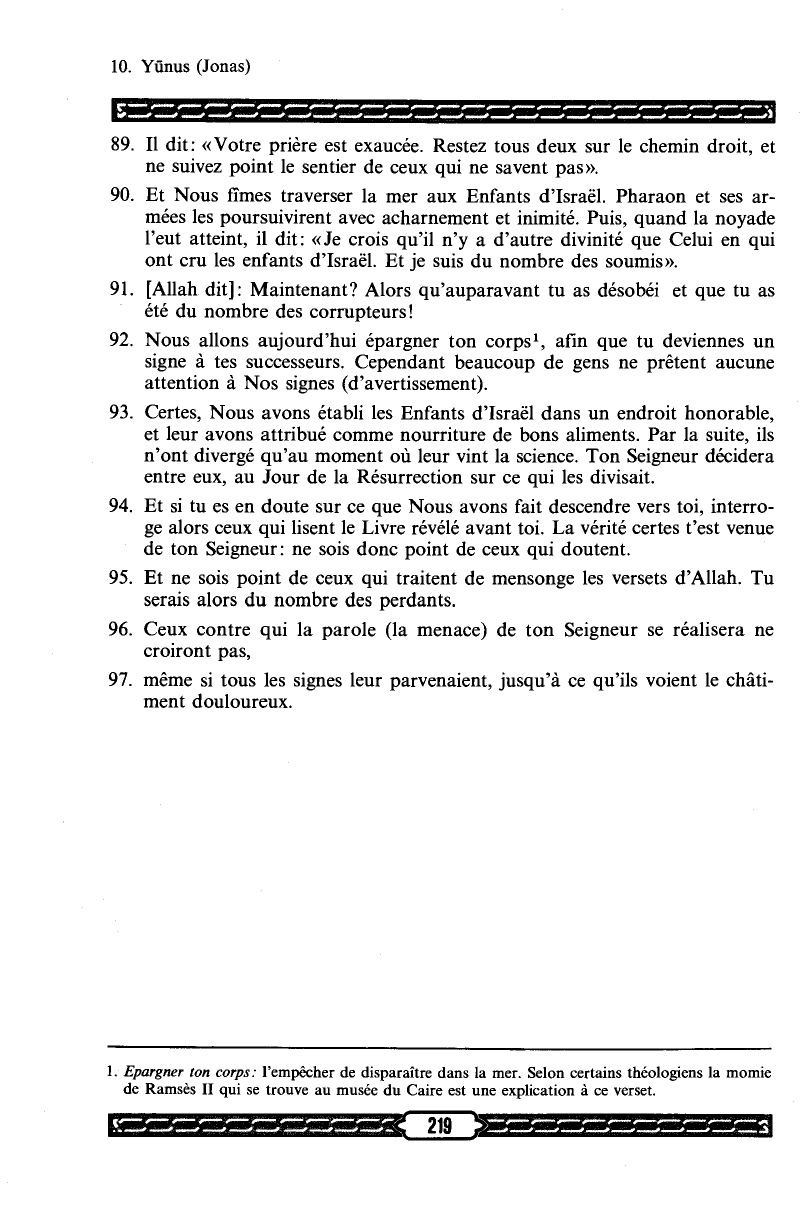 10. Yūnus (Jonas)
89. Il dit: «Votre prière est exaucée. Restez tous deux sur le chemin droit, et
ne suivez point le sentier de ceux qui ne savent pas».
90. Et Nous fîmes traverser la mer aux Enfants d'Israël. Pharaon et ses ar-
mées les poursuivirent avec acharnement et inimité. Puis, quand la noyade
l'eut atteint, il dit: «Je crois qu'il n'y a d'autre divinité que Celui en qui
ont cru les enfants d'Israël. Et je suis du nombre des soumis».
91. [Allah dit]: Maintenant? Alors qu'auparavant tu as désobéi et que tu as
été du nombre des corrupteurs!
92. Nous allons aujourd'hui épargner ton corps¹, afin que tu deviennes un
signe à tes successeurs. Cependant beaucoup de gens ne prêtent aucune
attention à Nos signes (d'avertissement).
93. Certes, Nous avons établi les Enfants d'Israël dans un endroit honorable,
et leur avons attribué comme nourriture de bons aliments. Par la suite, ils
n'ont divergé qu'au moment où leur vint la science. Ton Seigneur décidera
entre eux, au Jour de la Résurrection sur ce qui les divisait.
94. Et si tu es en doute sur ce que Nous avons fait descendre vers toi, interro-
ge alors ceux qui lisent le Livre révélé avant toi. La vérité certes t'est venue
de ton Seigneur: ne sois donc point de ceux qui doutent.
95. Et ne sois point de ceux qui traitent de mensonge les versets d'Allah. Tu
serais alors du nombre des perdants.
96. Ceux contre qui la parole (la menace) de ton Seigneur se réalisera ne
croiront pas,
97. même si tous les signes leur parvenaient, jusqu'à ce qu'ils voient le châti-
ment douloureux.
1. Epargner ton corps: l'empêcher de disparaître dans la mer. Selon certains théologiens la momie
de Ramsès II qui se trouve au musée du Caire est une explication à ce verset.
219